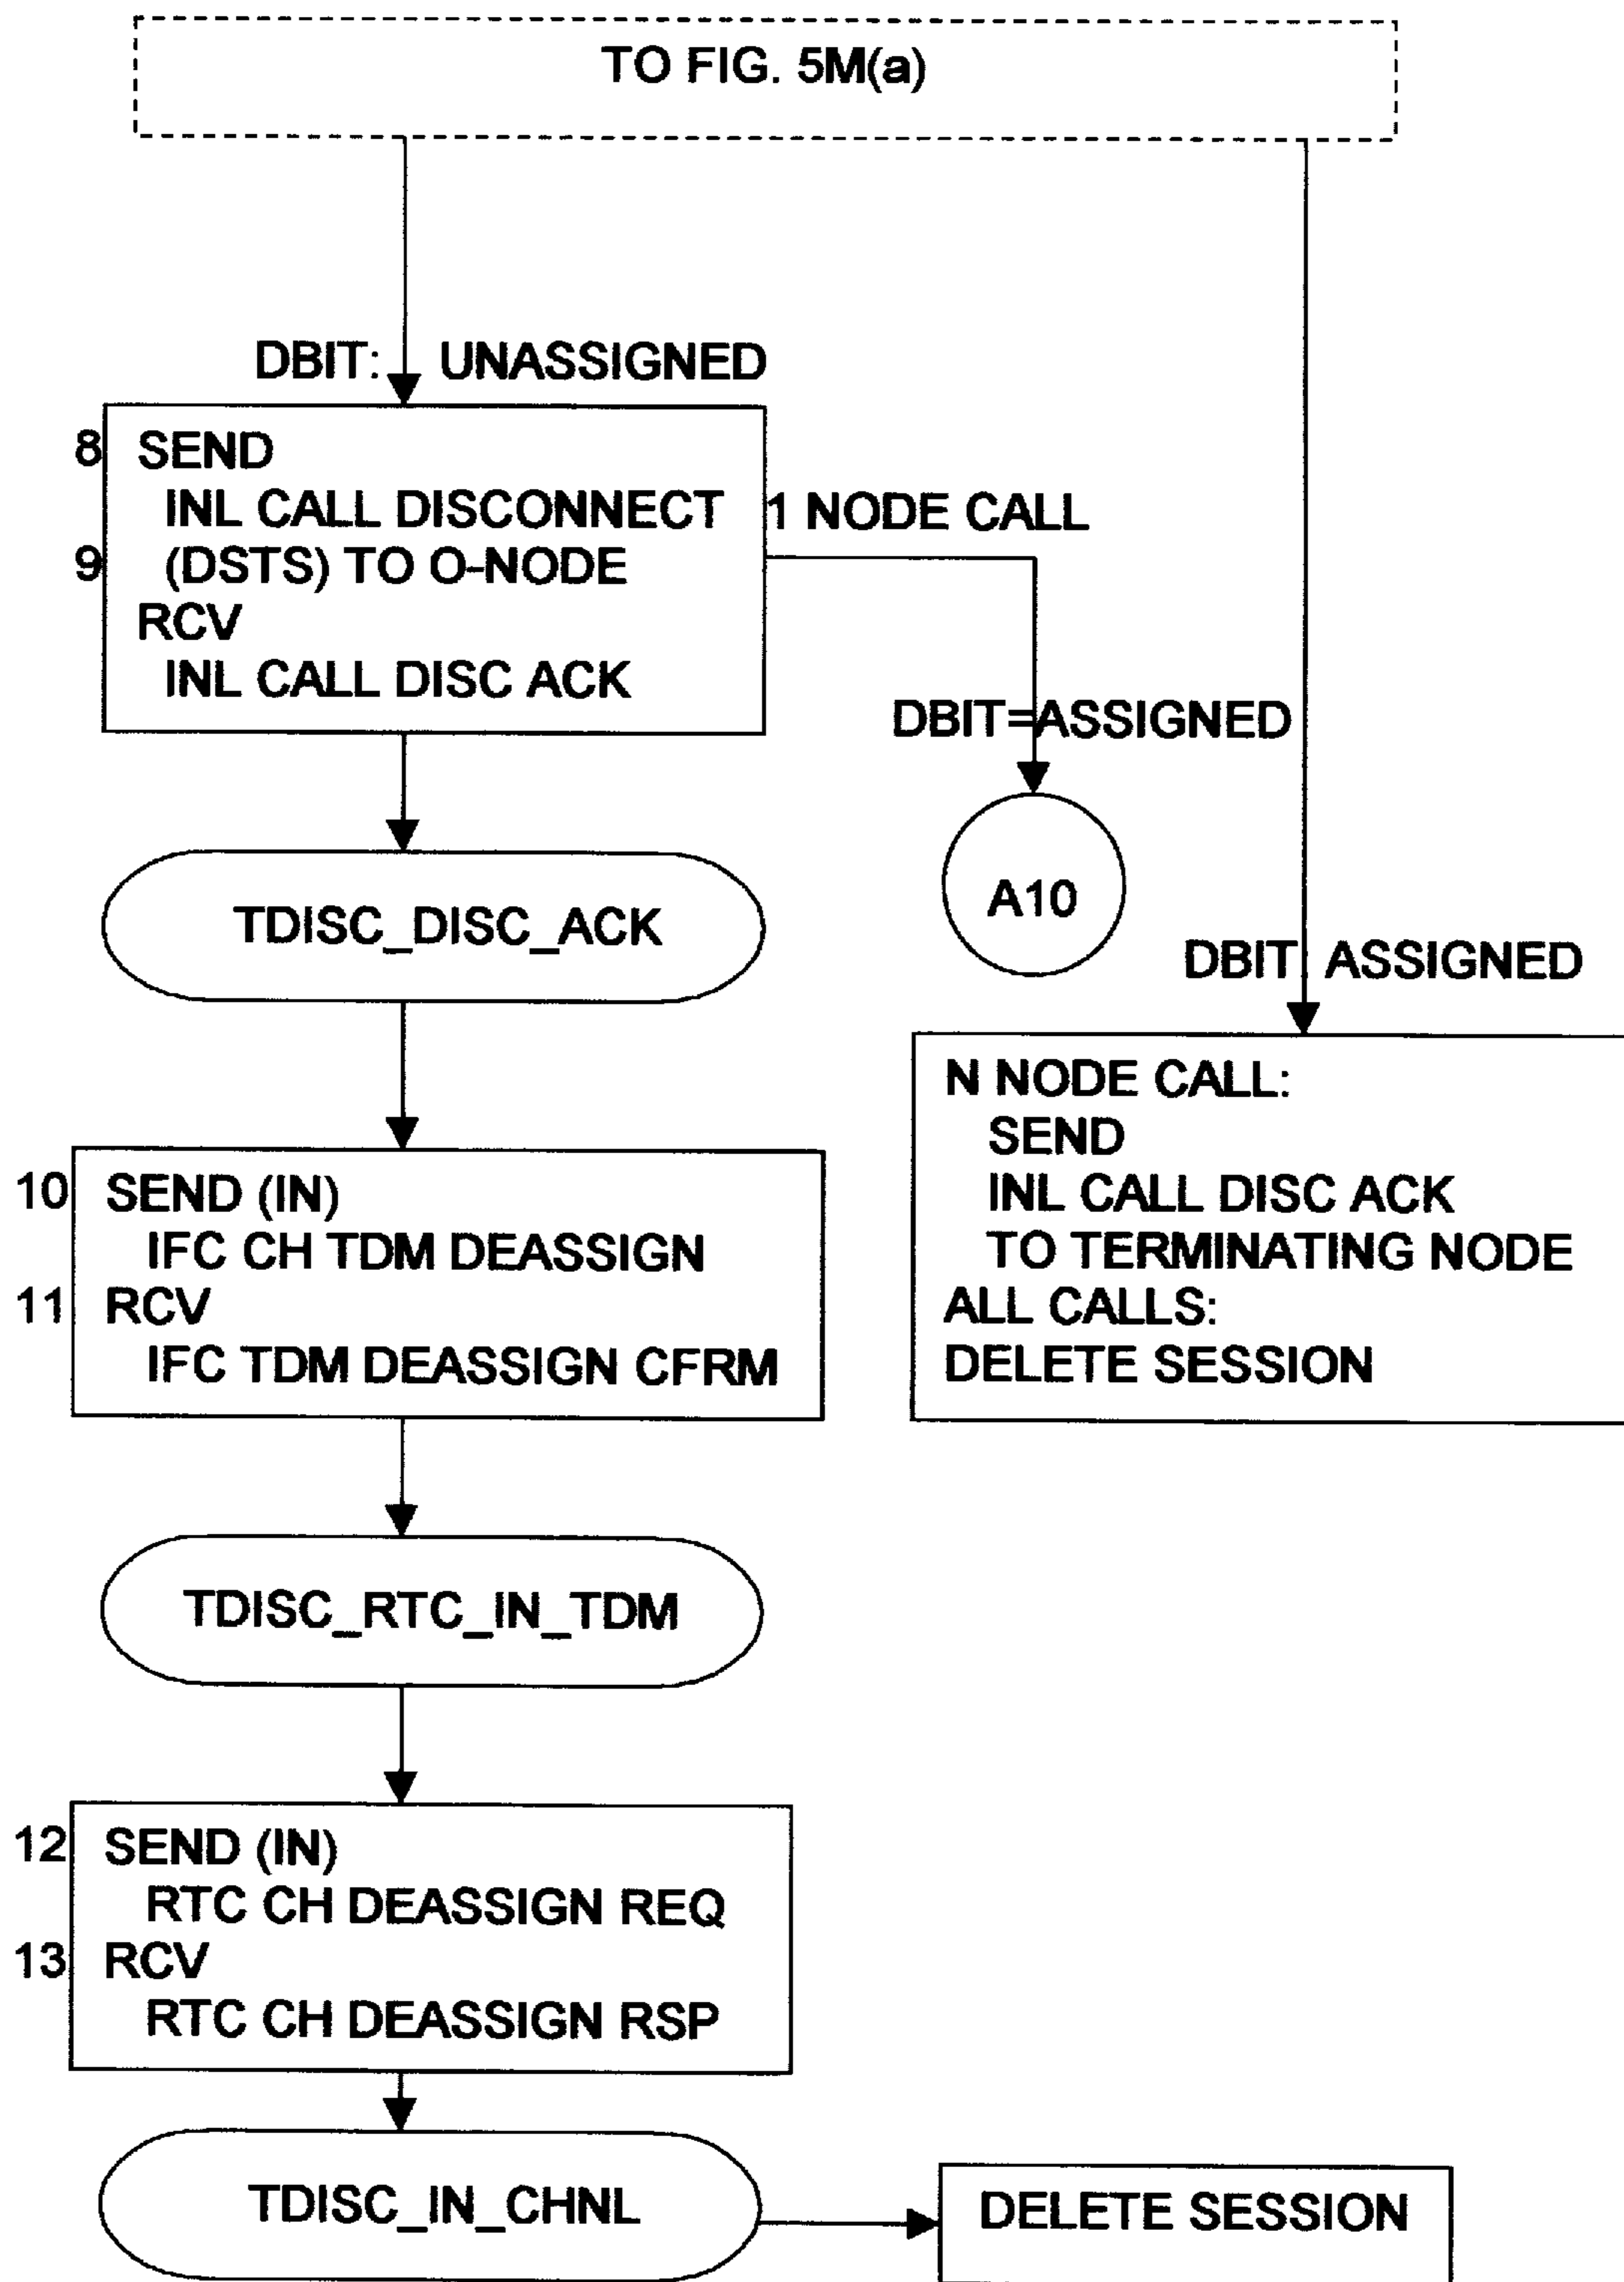 TO FIG. 5M(a)
DBIT: UNASSIGNED
8 SEND
INL CALL DISCONNECT
9 (DSTS) TO O-NODE
RCV
INL CALL DISC ACK
1 NODE CALL
DBIT=ASSIGNED
A10
DBIT ASSIGNED
TDISC_DISC_ACK
N NODE CALL:
SEND
INL CALL DISC ACK
TO TERMINATING NODE
ALL CALLS:
DELETE SESSION
10 SEND (IN)
IFC CH TDM DEASSIGN
11 RCV
IFC TDM DEASSIGN CFRM
TDISC_RTC_IN_TDM
12 SEND (IN)
RTC CH DEASSIGN REQ
13 RCV
RTC CH DEASSIGN RSP
TDISC_IN_CHNL
DELETE SESSION